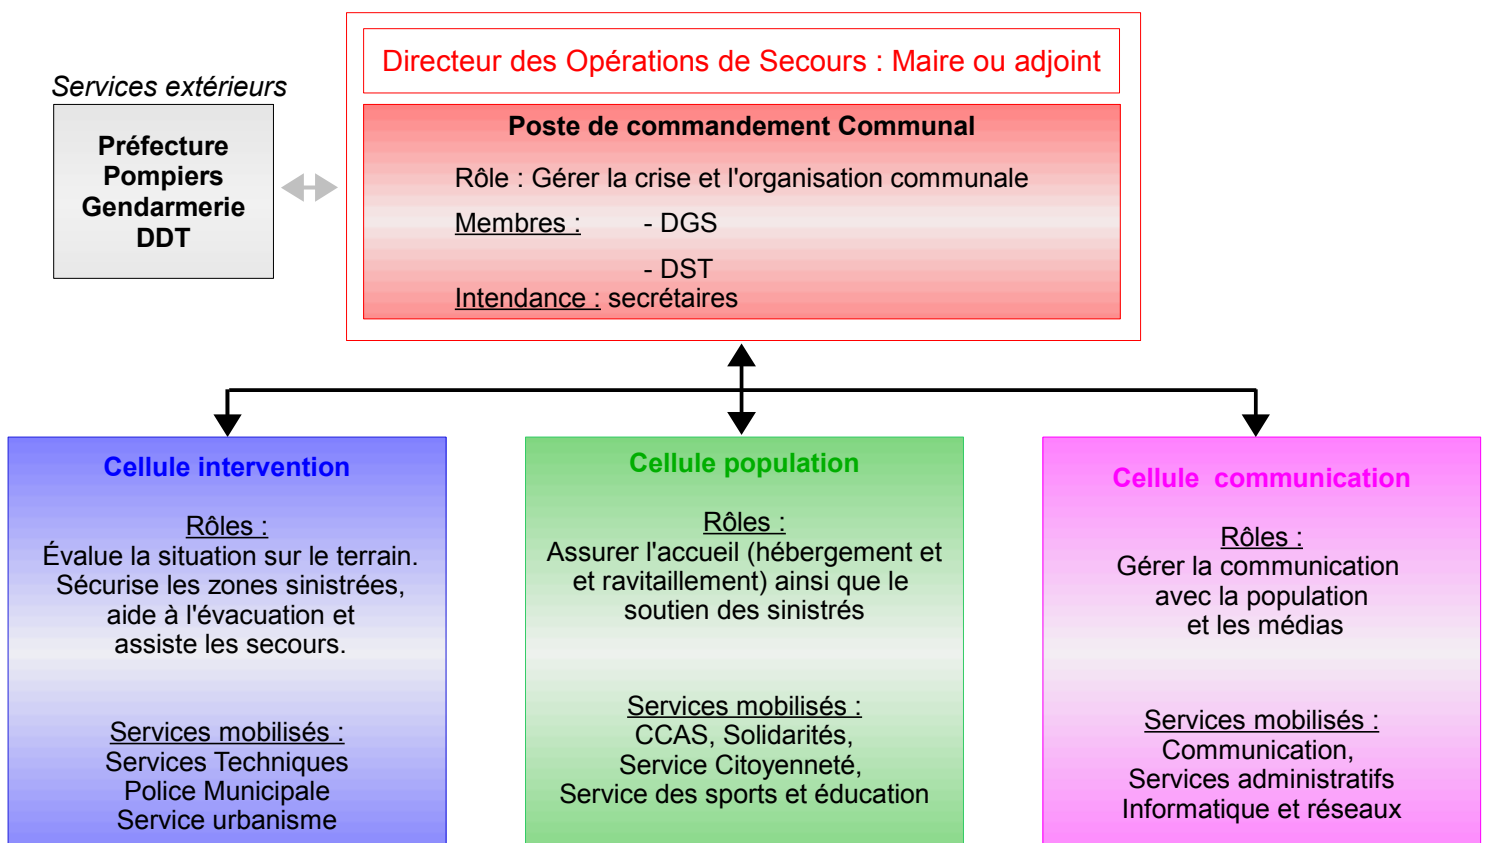 Directeur des Opérations de Secours : Maire ou adjoint
Services extérieurs
Préfecture
Pompiers
Gendarmerie
DDT
Poste de commandement Communal
Rôle : Gérer la crise et l'organisation communale
Membres : - DGS
- DST
Intendance : secrétaires
Cellule intervention
Rôles :
Évalue la situation sur le terrain.
Sécurise les zones sinistrées,
aide à l'évacuation et
assiste les secours.
Services mobilisés :
Services Techniques
Police Municipale
Service urbanisme
Cellule population
Rôles :
Assurer l'accueil (hébergement et
et ravitaillement) ainsi que le
soutien des sinistrés
Services mobilisés :
CCAS, Solidarités,
Service Citoyenneté,
Service des sports et éducation
Cellule communication
Rôles :
Gérer la communication
avec la population
et les médias
Services mobilisés :
Communication,
Services administratifs
Informatique et réseaux